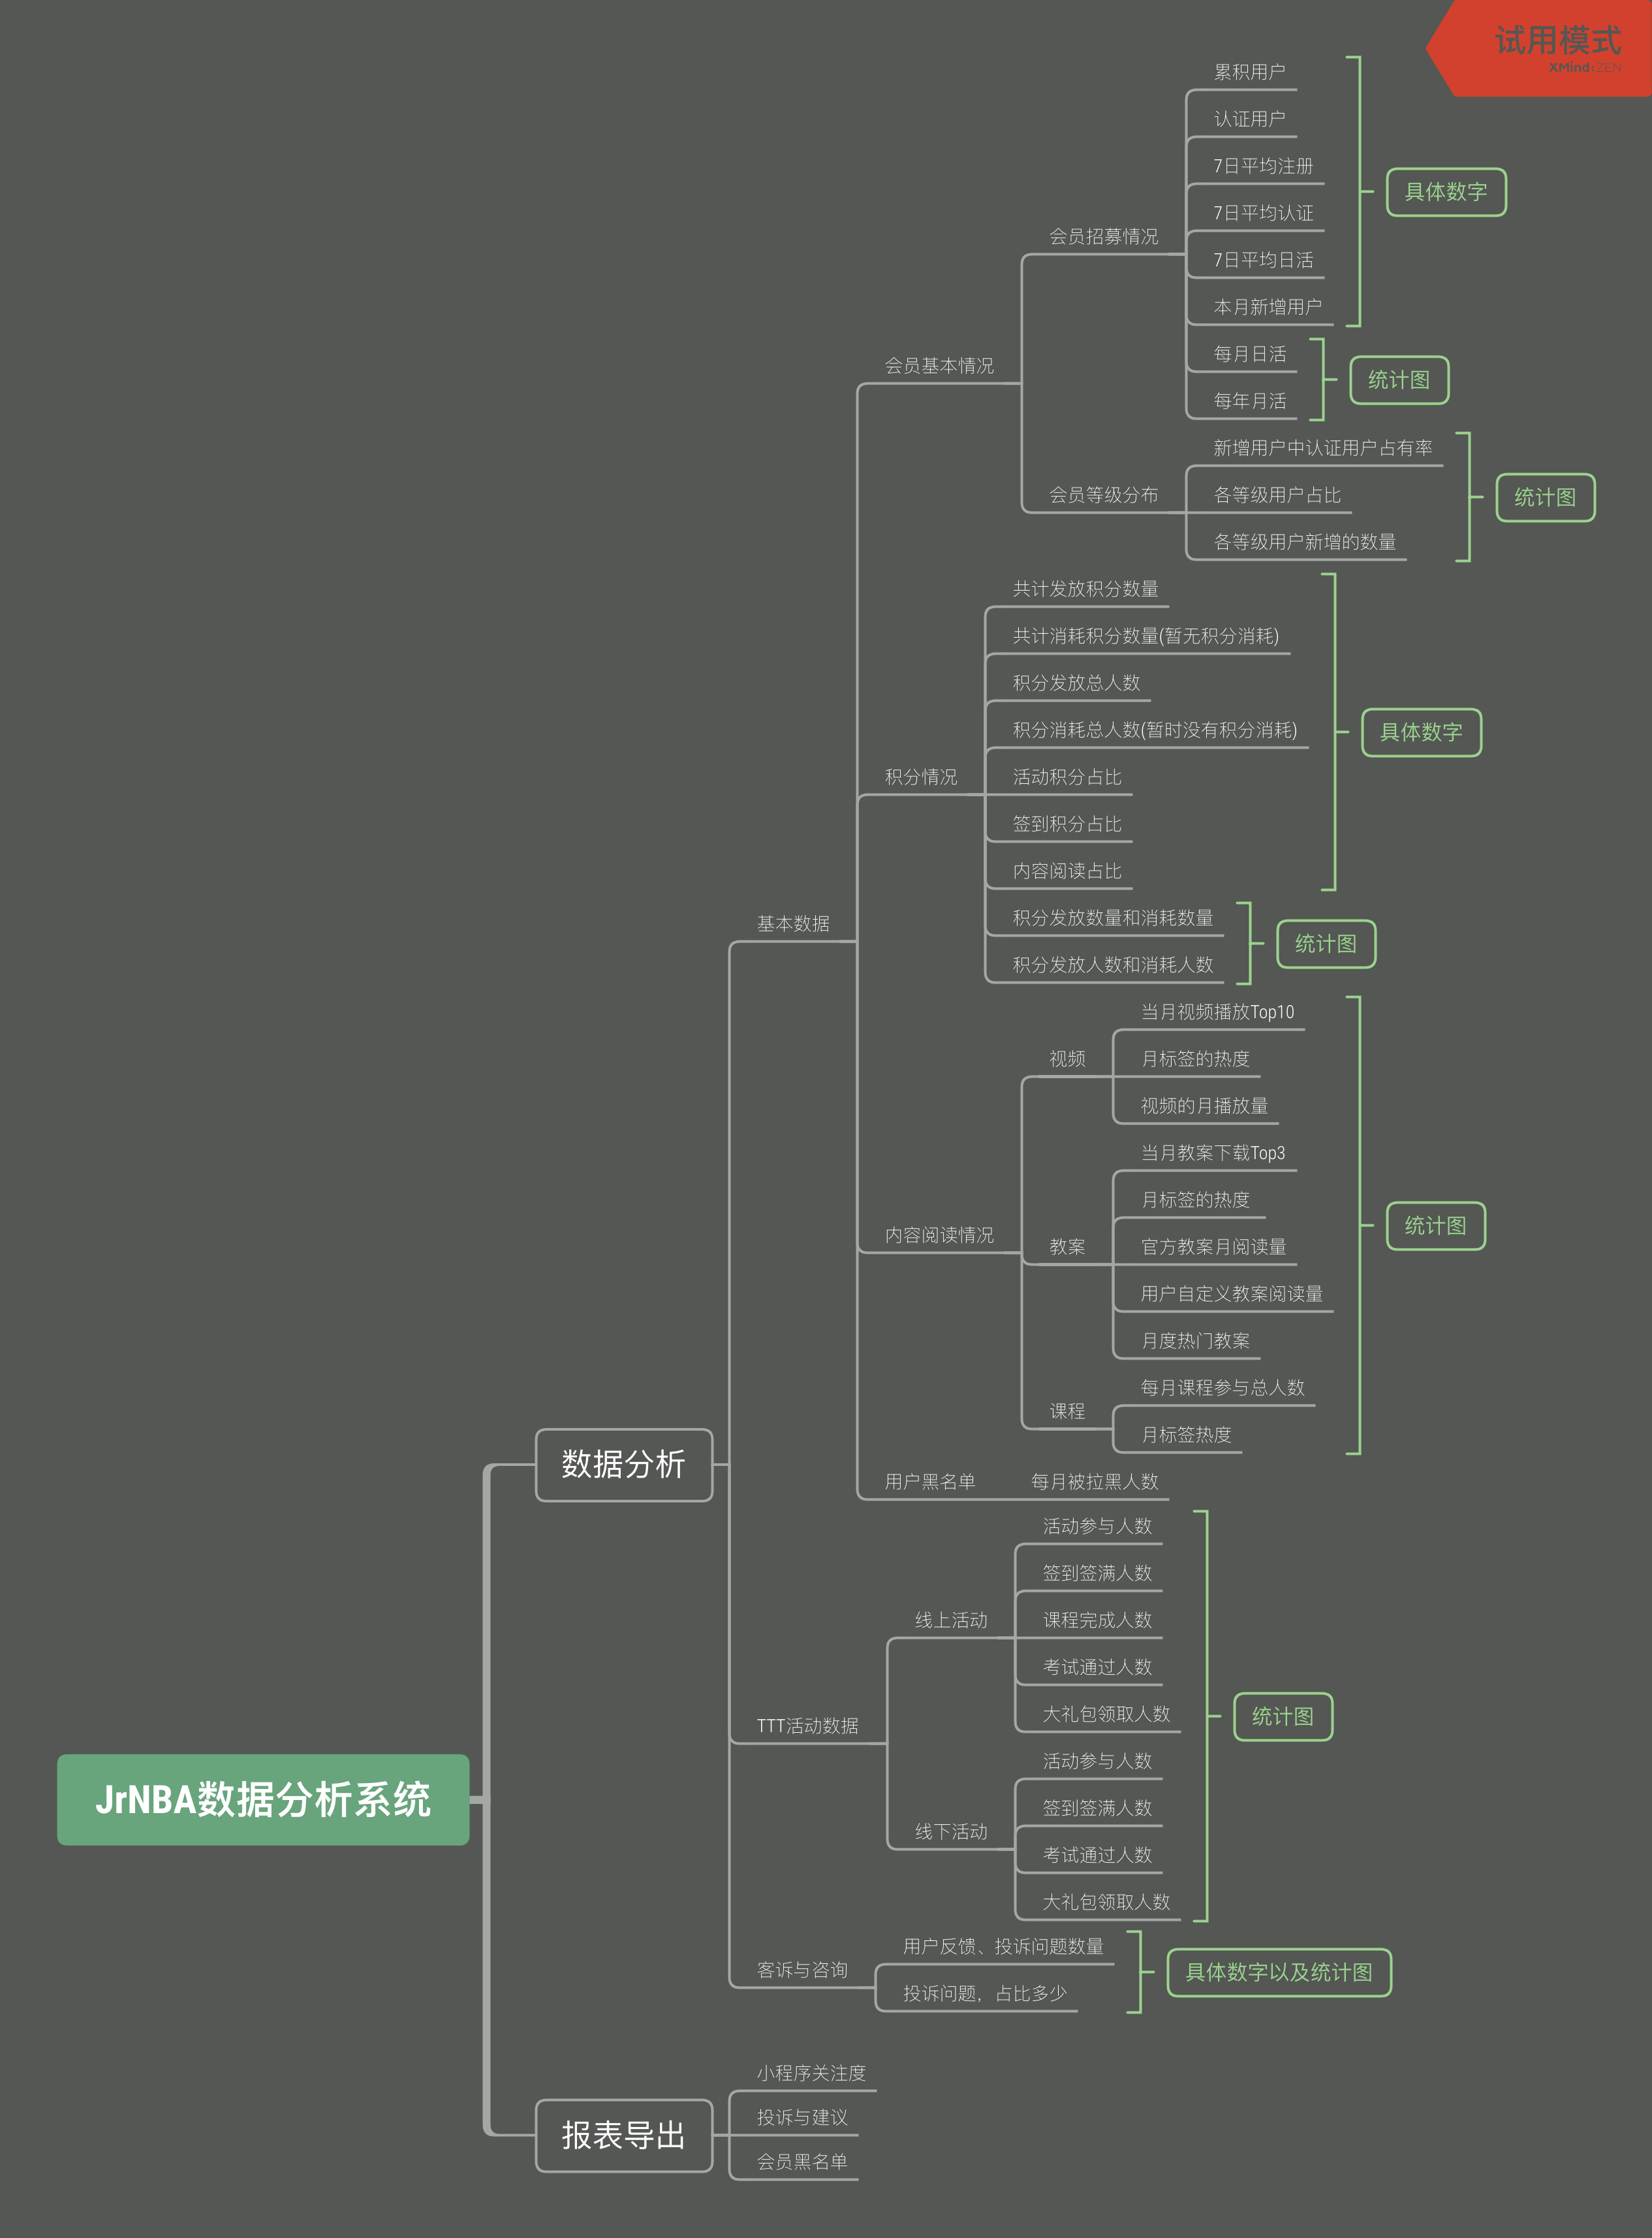 试用模式
XMind:ZEN
累积用户
认证用户
7日平均注册
具体数字
7日平均认证
会员招募情况
7日平均日活
本月新增用户
每月日活
会员基本情况
统计图
每年月活
新增用户中认证用户占有率
会员等级分布
各等级用户占比
统计图
各等级用户新增的数量
共计发放积分数量
共计消耗积分数量(暂无积分消耗)
积分发放总人数
积分消耗总人数(暂时没有积分消耗)
具体数字
积分情况
活动积分占比
签到积分占比
内容阅读占比
基本数据
积分发放数量和消耗数量
统计图
积分发放人数和消耗人数
当月视频播放Top10
视频
月标签的热度
视频的月播放量
当月教案下载Top3
月标签的热度
内容阅读情况
统计图
教案
官方教案月阅读量
用户自定义教案阅读量
月度热门教案
每月课程参与总人数
课程
月标签热度
数据分析
用户黑名单
每月被拉黑人数
活动参与人数
签到签满人数
线上活动
课程完成人数
考试通过人数
大礼包领取人数
TTT活动数据
统计图
活动参与人数
JrNBA数据分析系统
签到签满人数
线下活动
考试通过人数
大礼包领取人数
用户反馈、投诉问题数量
客诉与咨询
具体数字以及统计图
投诉问题，占比多少
小程序关注度
报表导出
投诉与建议
会员黑名单